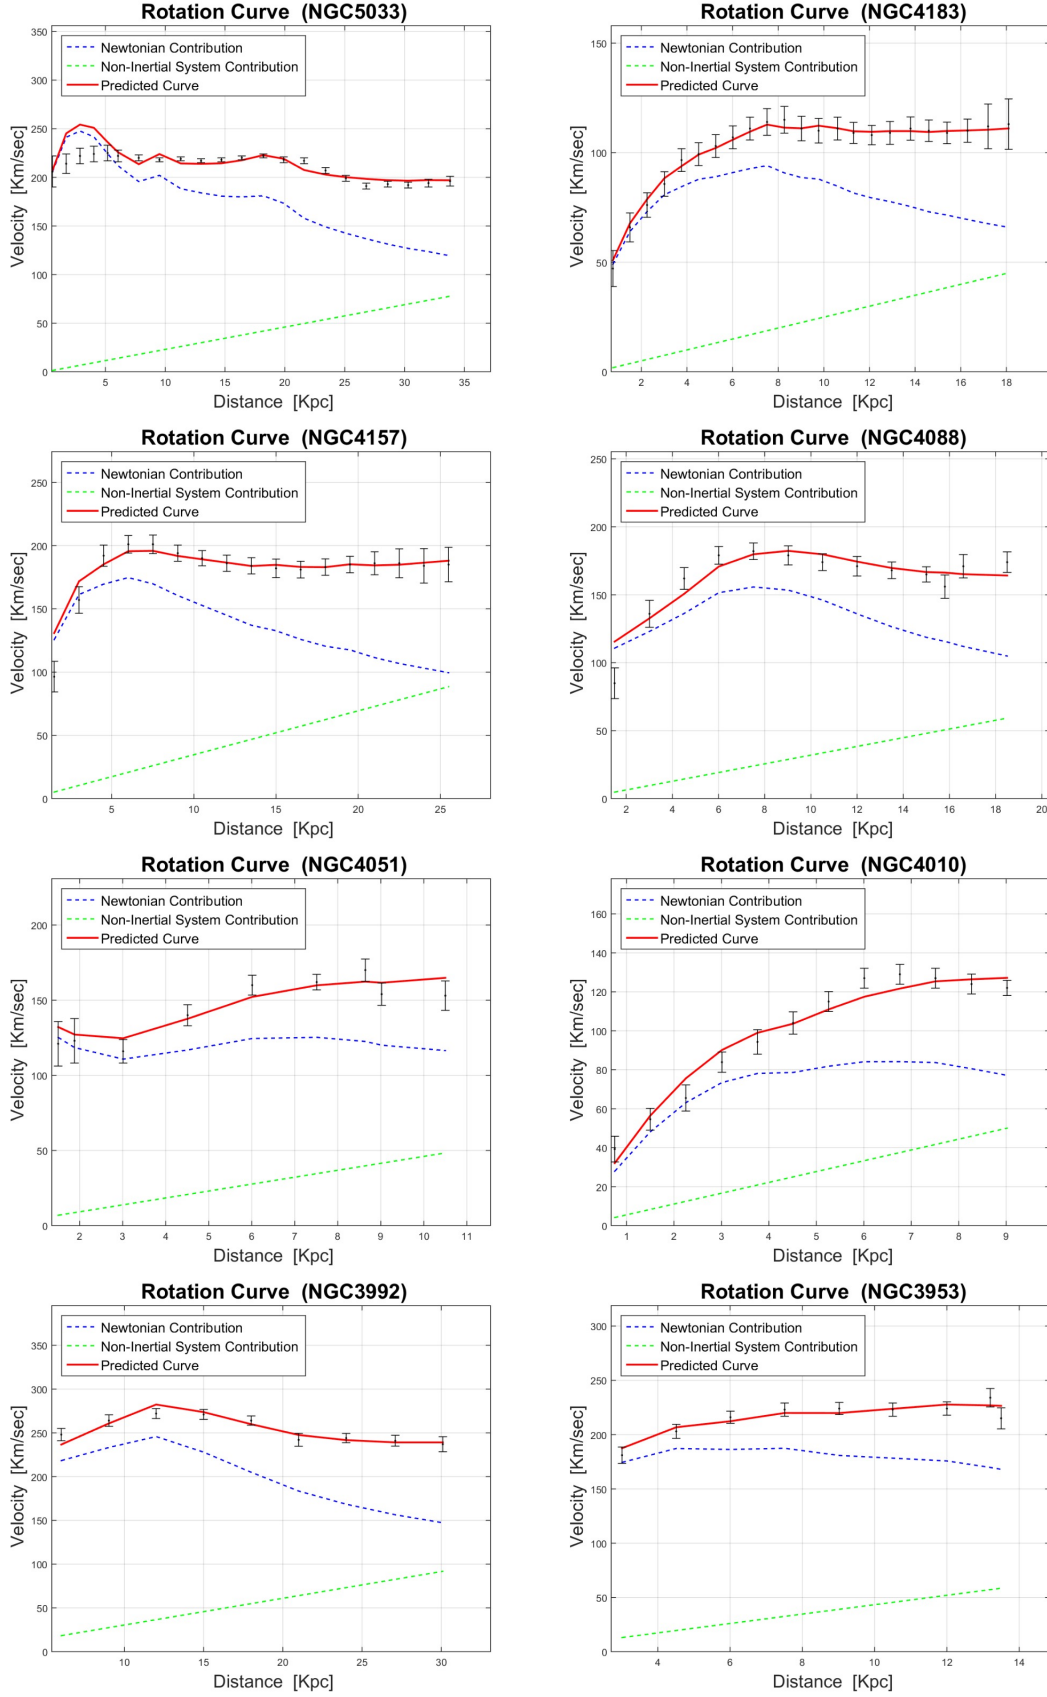 Rotation Curve (NGC5033)
Newtonian Contribution
Non-Inertial System Contribution
Predicted Curve
Velocity [Km/sec]
350
300
250
200
150
100
50
0
5 10 15 20 25 30 35
Distance [Kpc]
Rotation Curve (NGC4183)
Newtonian Contribution
Non-Inertial System Contribution
Predicted Curve
Velocity [Km/sec]
150
100
50
0
2 4 6 8 10 12 14 16 18
Distance [Kpc]
Rotation Curve (NGC4157)
Newtonian Contribution
Non-Inertial System Contribution
Predicted Curve
Velocity [Km/sec]
250
200
150
100
50
0
5 10 15 20 25
Distance [Kpc]
Rotation Curve (NGC4088)
Newtonian Contribution
Non-Inertial System Contribution
Predicted Curve
Velocity [Km/sec]
250
200
150
100
50
0
2 4 6 8 10 12 14 16 18 20
Distance [Kpc]
Rotation Curve (NGC4051)
Newtonian Contribution
Non-Inertial System Contribution
Predicted Curve
Velocity [Km/sec]
200
150
100
50
0
2 3 4 5 6 7 8 9 10 11
Distance [Kpc]
Rotation Curve (NGC4010)
Newtonian Contribution
Non-Inertial System Contribution
Predicted Curve
Velocity [Km/sec]
160
140
120
100
80
60
40
20
0
1 2 3 4 5 6 7 8 9
Distance [Kpc]
Rotation Curve (NGC3992)
Newtonian Contribution
Non-Inertial System Contribution
Predicted Curve
Velocity [Km/sec]
350
300
250
200
150
100
50
0
10 15 20 25 30
Distance [Kpc]
Rotation Curve (NGC3953)
Newtonian Contribution
Non-Inertial System Contribution
Predicted Curve
Velocity [Km/sec]
300
250
200
150
100
50
0
4 6 8 10 12 14
Distance [Kpc]